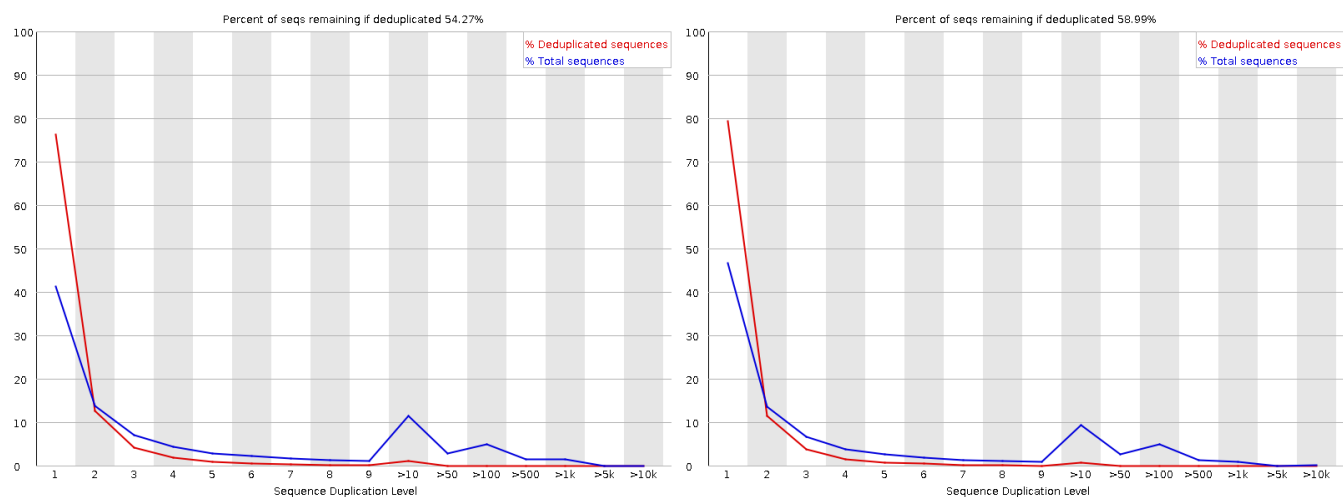 Percent of seqs remaining if deduplicated 54.27%
100
90
80
70
60
50
40
30
20
10
0
% Deduplicated sequences
% Total sequences
1 2 3 4 5 6 7 8 9 >10 >50 >100 >500 >1k >5k >10k
Sequence Duplication Level
Percent of seqs remaining if deduplicated 58.99%
100
90
80
70
60
50
40
30
20
10
0
% Deduplicated sequences
% Total sequences
1 2 3 4 5 6 7 8 9 >10 >50 >100 >500 >1k >5k >10k
Sequence Duplication Level